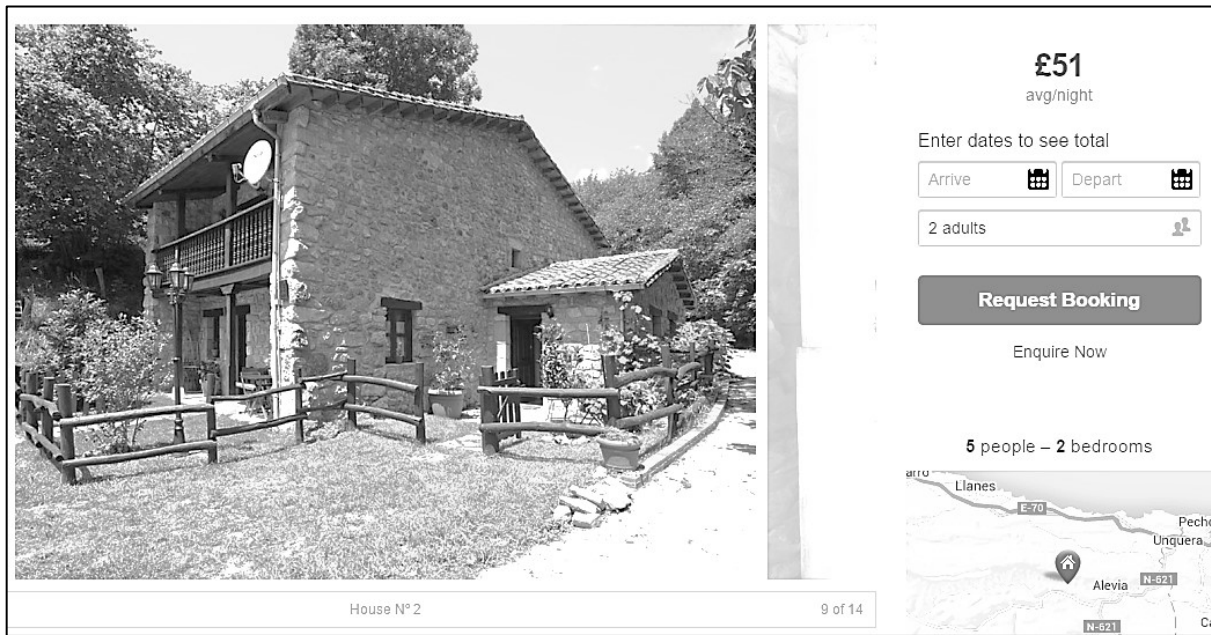 £51
avg/night
Enter dates to see total
Arrive
Depart
2 adults
Request Booking
Enquire Now
5 people – 2 bedrooms
Llanes
E-70
Unquera
Alevia
N-621
N-621
House Nº 2
9 of 14